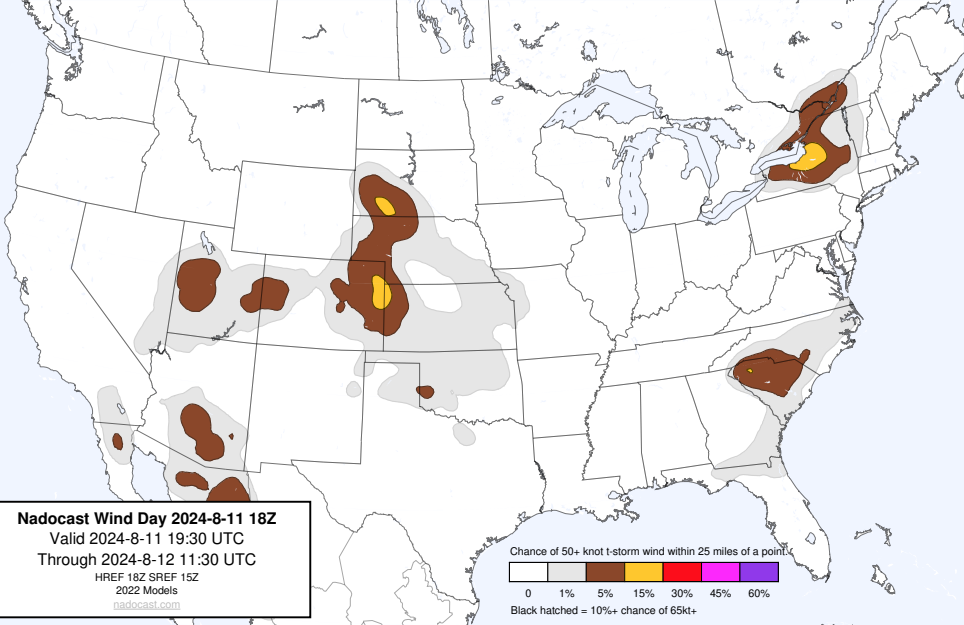 Nadocast Wind Day 2024-8-11 18Z
Valid 2024-8-11 19:30 UTC
Through 2024-8-12 11:30 UTC
HREF 18Z SREF 15Z
2022 Models
nadocast.com
Chance of 50+ knot t-storm wind within 25 miles of a point.
0 1% 5% 15% 30% 45% 60%
Black hatched = 10%+ chance of 65kt+